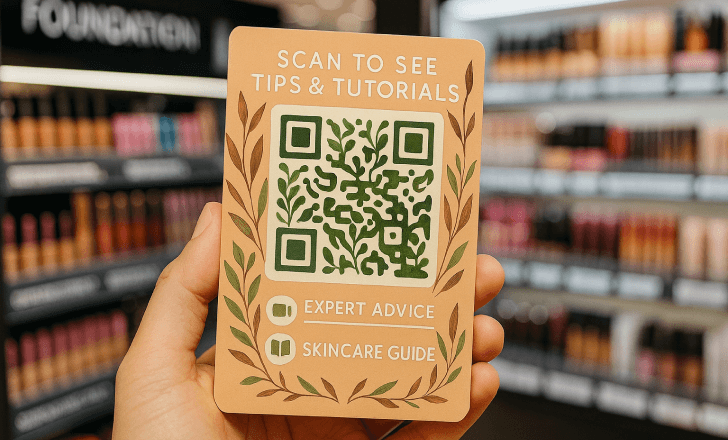 FOUNDATION
SCAN TO SEE
TIPS & TUTORIALS
EXPERT ADVICE
SKINCARE GUIDE